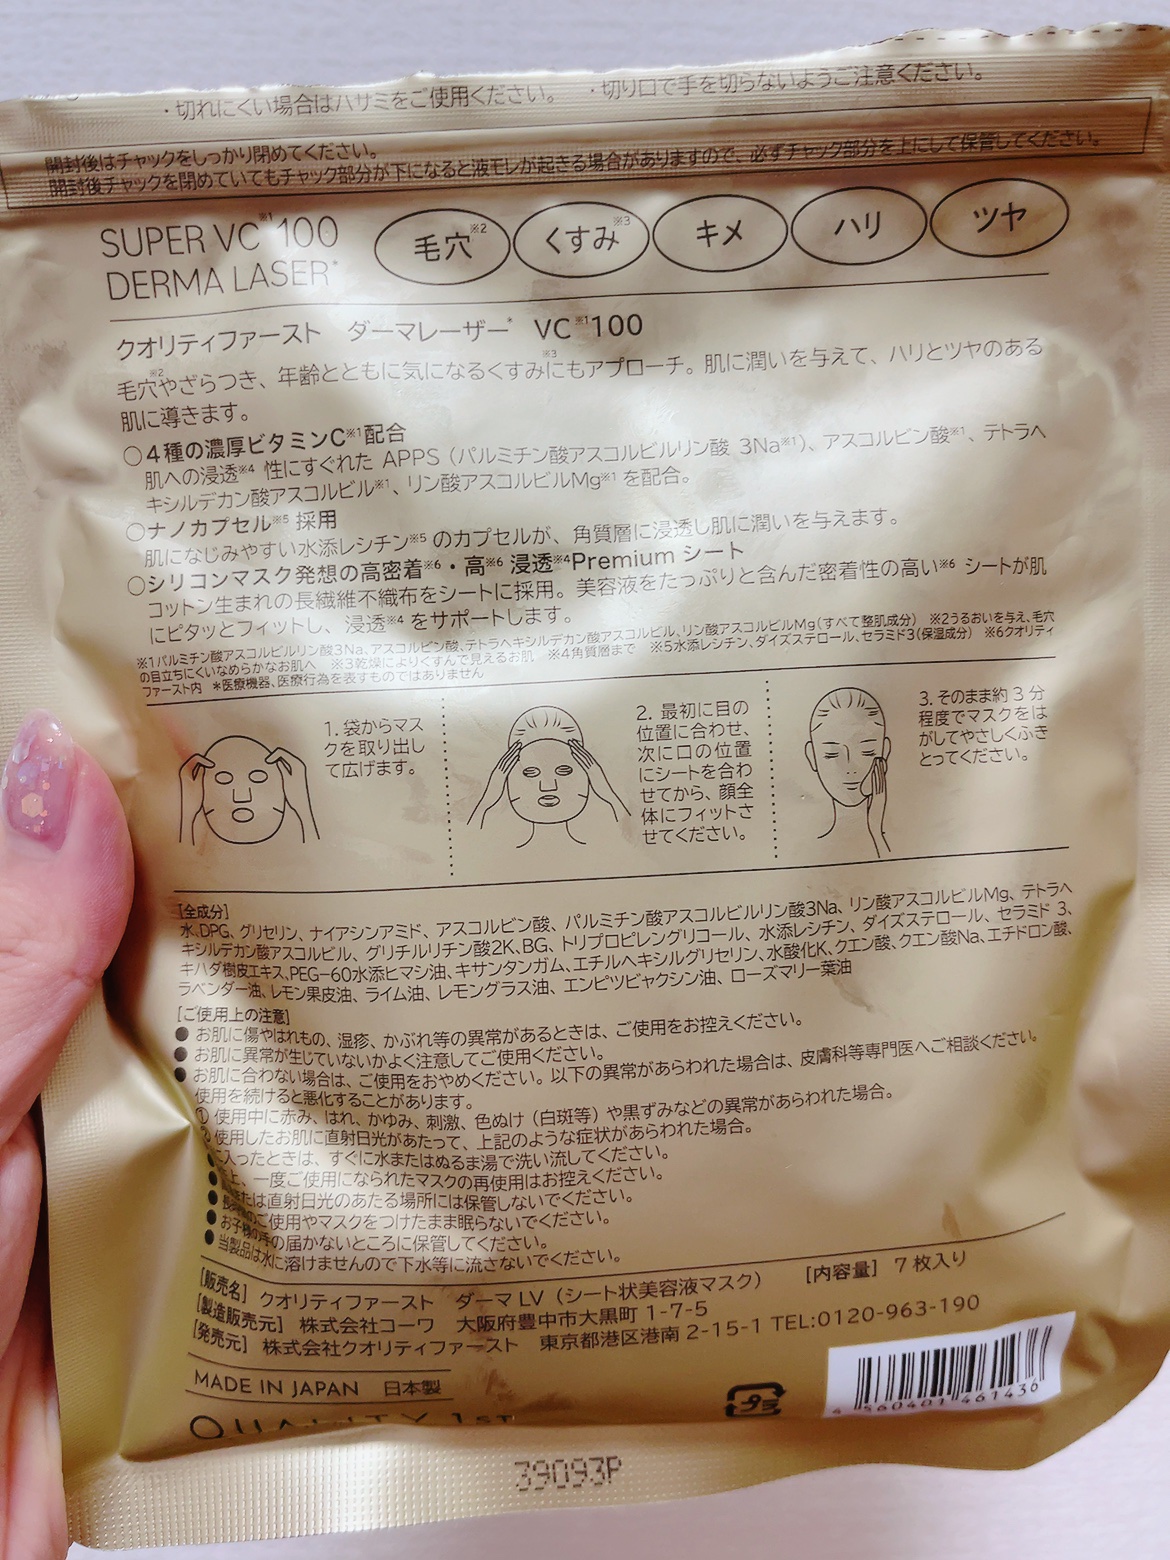 ・切れにくい場合はハサミをご使用ください。 ・切り口で手を切らないようご注意ください。
開封後はチャックをしっかり閉めてください。
開封後チャックを閉めていてもチャック部分が下になると液モレが起きる場合がありますので、必ずチャック部分を上にして保管してください。
SUPER VC※1 100
DERMA LASER*
毛穴※2 くすみ※3 キメ ハリ ツヤ
クオリティファースト ダーマレーザー* VC※1 100
毛穴※2やざらつき、年齢とともに気になるくすみ※3にもアプローチ。肌に潤いを与えて、ハリとツヤのある
肌に導きます。
○4種の濃厚ビタミンC※1配合
肌への浸透※4 性にすぐれた APPS（パルミチン酸アスコルビルリン酸 3Na※1）、アスコルビン酸※1、テトラヘ
キシルデカン酸アスコルビル※1、リン酸アスコルビルMg※1 を配合。
○ナノカプセル※5 採用
肌になじみやすい水添レシチン※5 のカプセルが、角質層に浸透し肌に潤いを与えます。
○シリコンマスク発想の高密着※6・高※6 浸透※4Premium シート
コットン生まれの長繊維不織布をシートに採用。美容液をたっぷりと含んだ密着性の高い※6 シートが肌
にピタッとフィットし、浸透※4 をサポートします。
※1パルミチン酸アスコルビルリン酸3Na、アスコルビン酸、テトラヘキシルデカン酸アスコルビル、リン酸アスコルビルMg(すべて整肌成分) ※2うるおいを与え、毛穴
の目立ちにくいなめらかなお肌へ ※3乾燥によりくすんで見えるお肌 ※4角質層まで ※5水添レシチン、ダイズステロール、セラミド3(保湿成分) ※6クオリティ
ファースト内 *医療機器、医療行為を表すものではありません
1. 袋からマス
クを取り出し
て広げます。
2. 最初に目の
位置に合わせ、
次に口の位置
にシートを合わ
せてから、顔全
体にフィットさ
せてください。
3. そのまま約 3 分
程度でマスクをは
がしてやさしくふき
とってください。
[全成分]
水、DPG、グリセリン、ナイアシンアミド、アスコルビン酸、パルミチン酸アスコルビルリン酸3Na、リン酸アスコルビルMg、テトラヘ
キシルデカン酸アスコルビル、グリチルリチン酸2K、BG、トリプロピレングリコール、水添レシチン、ダイズステロール、セラミド 3、
キハダ樹皮エキス、PEG-60水添ヒマシ油、キサンタンガム、エチルヘキシルグリセリン、水酸化K、クエン酸、クエン酸Na、エチドロン酸、
ラベンダー油、レモン果皮油、ライム油、レモングラス油、エンピツビャクシン油、ローズマリー葉油
[ご使用上の注意]
● お肌に傷やはれもの、湿疹、かぶれ等の異常があるときは、ご使用をお控えください。
● お肌に異常が生じていないかよく注意してご使用ください。
● お肌に合わない場合は、ご使用をおやめください。以下の異常があらわれた場合は、皮膚科等専門医へご相談ください。
使用を続けると悪化することがあります。
① 使用中に赤み、はれ、かゆみ、刺激、色ぬけ（白斑等）や黒ずみなどの異常があらわれた場合。
使用したお肌に直射日光があたって、上記のような症状があらわれた場合。
に入ったときは、すぐに水またはぬるま湯で洗い流してください。
● 上、一度ご使用になられたマスクの再使用はお控えください。
● または直射日光のあたる場所には保管しないでください。
● 長時間のご使用やマスクをつけたまま眠らないでください。
● お子様の手の届かないところに保管してください。
● 当製品は水に溶けませんので下水等に流さないでください。
[販売名] クオリティファースト ダーマ LV（シート状美容液マスク） [内容量] 7 枚入り
[製造販売元] 株式会社コーワ 大阪府豊中市大黒町 1-7-5
[発売元] 株式会社クオリティファースト 東京都港区港南 2-15-1 TEL:0120-963-190
MADE IN JAPAN 日本製
QUALITY 1ST
4 560401 461430
39093P